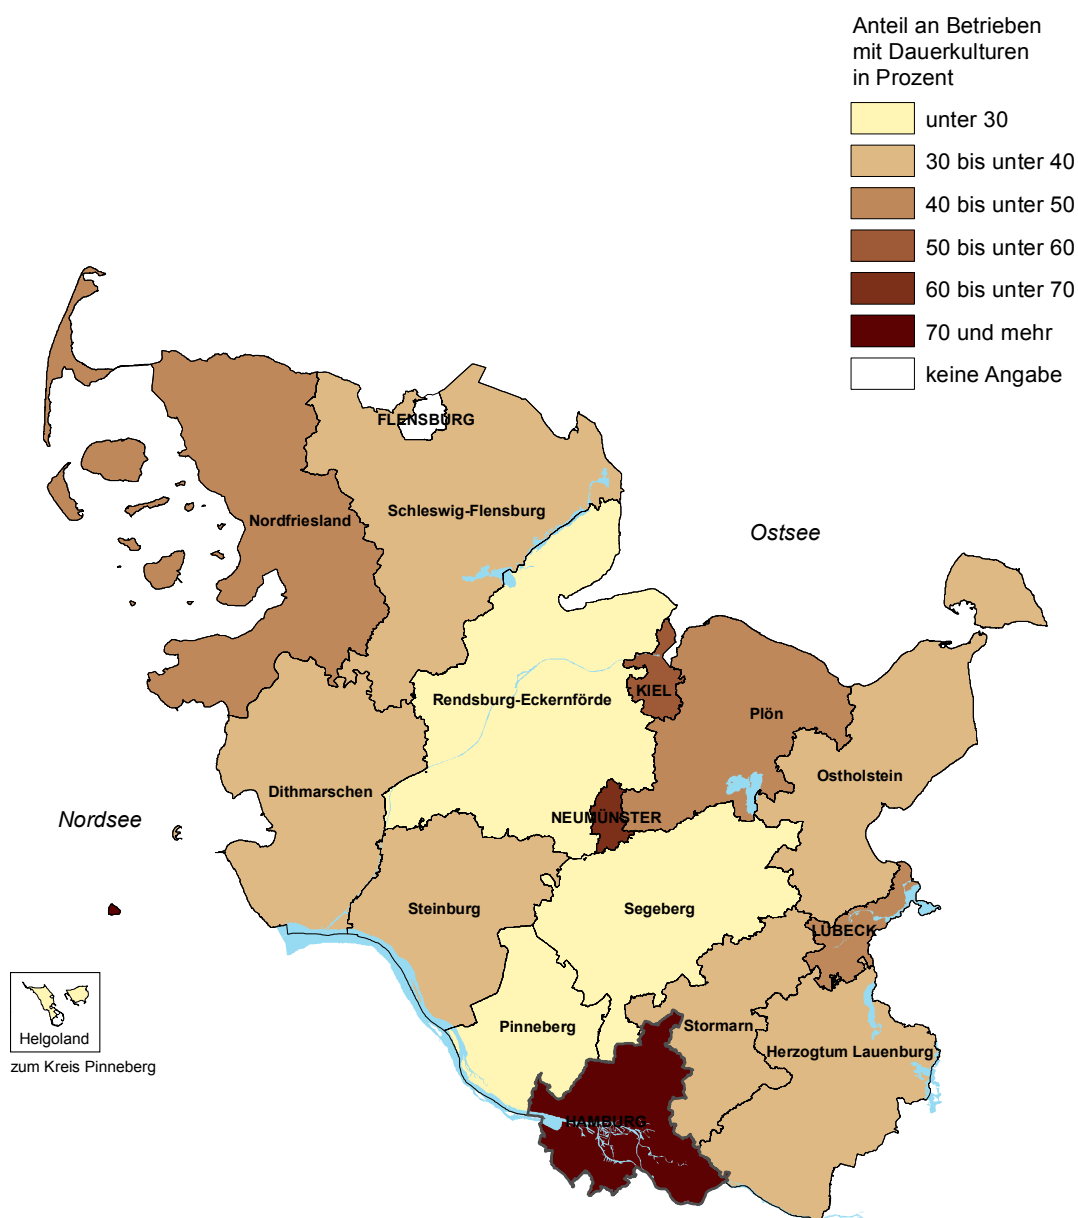 Anteil an Betrieben
mit Dauerkulturen
in Prozent
unter 30
30 bis unter 40
40 bis unter 50
50 bis unter 60
60 bis unter 70
70 und mehr
keine Angabe
FLENSBURG
Schleswig-Flensburg
Nordfriesland
Ostsee
KIEL
Rendsburg-Eckernförde
Plön
Ostholstein
Dithmarschen
Nordsee
NEUMÜNSTER
Steinburg
Segeberg
LÜBECK
Pinneberg
Stormarn
Helgoland
Herzogtum Lauenburg
zum Kreis Pinneberg
HAMBURG